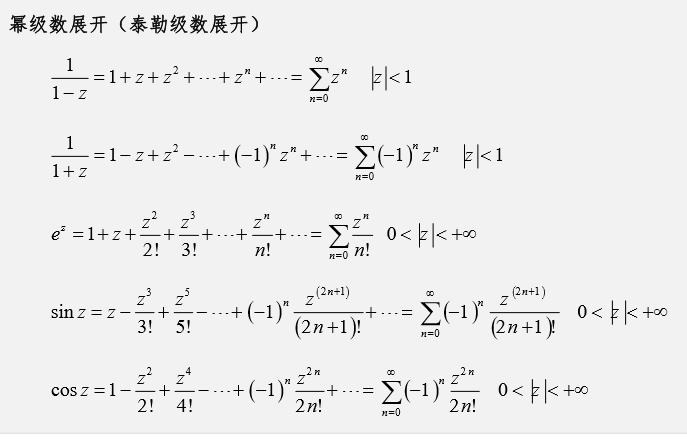 幂级数展开（泰勒级数展开）
\frac{1}{1-z}=1+z+z^2+\cdots+z^n+\cdots=\sum_{n=0}^{\infty}z^n \quad |z|<1
\frac{1}{1+z}=1-z+z^2-\cdots+(-1)^n z^n+\cdots=\sum_{n=0}^{\infty}(-1)^n z^n \quad |z|<1
e^z=1+z+\frac{z^2}{2!}+\frac{z^3}{3!}+\cdots+\frac{z^n}{n!}+\cdots=\sum_{n=0}^{\infty}\frac{z^n}{n!} \quad 0<|z|<+\infty
\sin z=z-\frac{z^3}{3!}+\frac{z^5}{5!}-\cdots+(-1)^n\frac{z^{(2n+1)}}{(2n+1)!}+\cdots=\sum_{n=0}^{\infty}(-1)^n\frac{z^{(2n+1)}}{(2n+1)!} \quad 0<|z|<+\infty
\cos z=1-\frac{z^2}{2!}+\frac{z^4}{4!}-\cdots+(-1)^n\frac{z^{2n}}{2n!}+\cdots=\sum_{n=0}^{\infty}(-1)^n\frac{z^{2n}}{2n!} \quad 0<|z|<+\infty